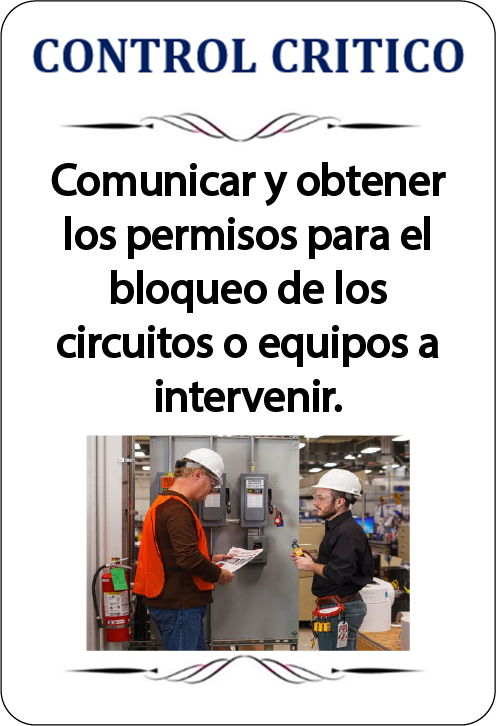 CONTROL CRITICO
Comunicar y obtener
los permisos para el
bloqueo de los
circuitos o equipos a
intervenir.